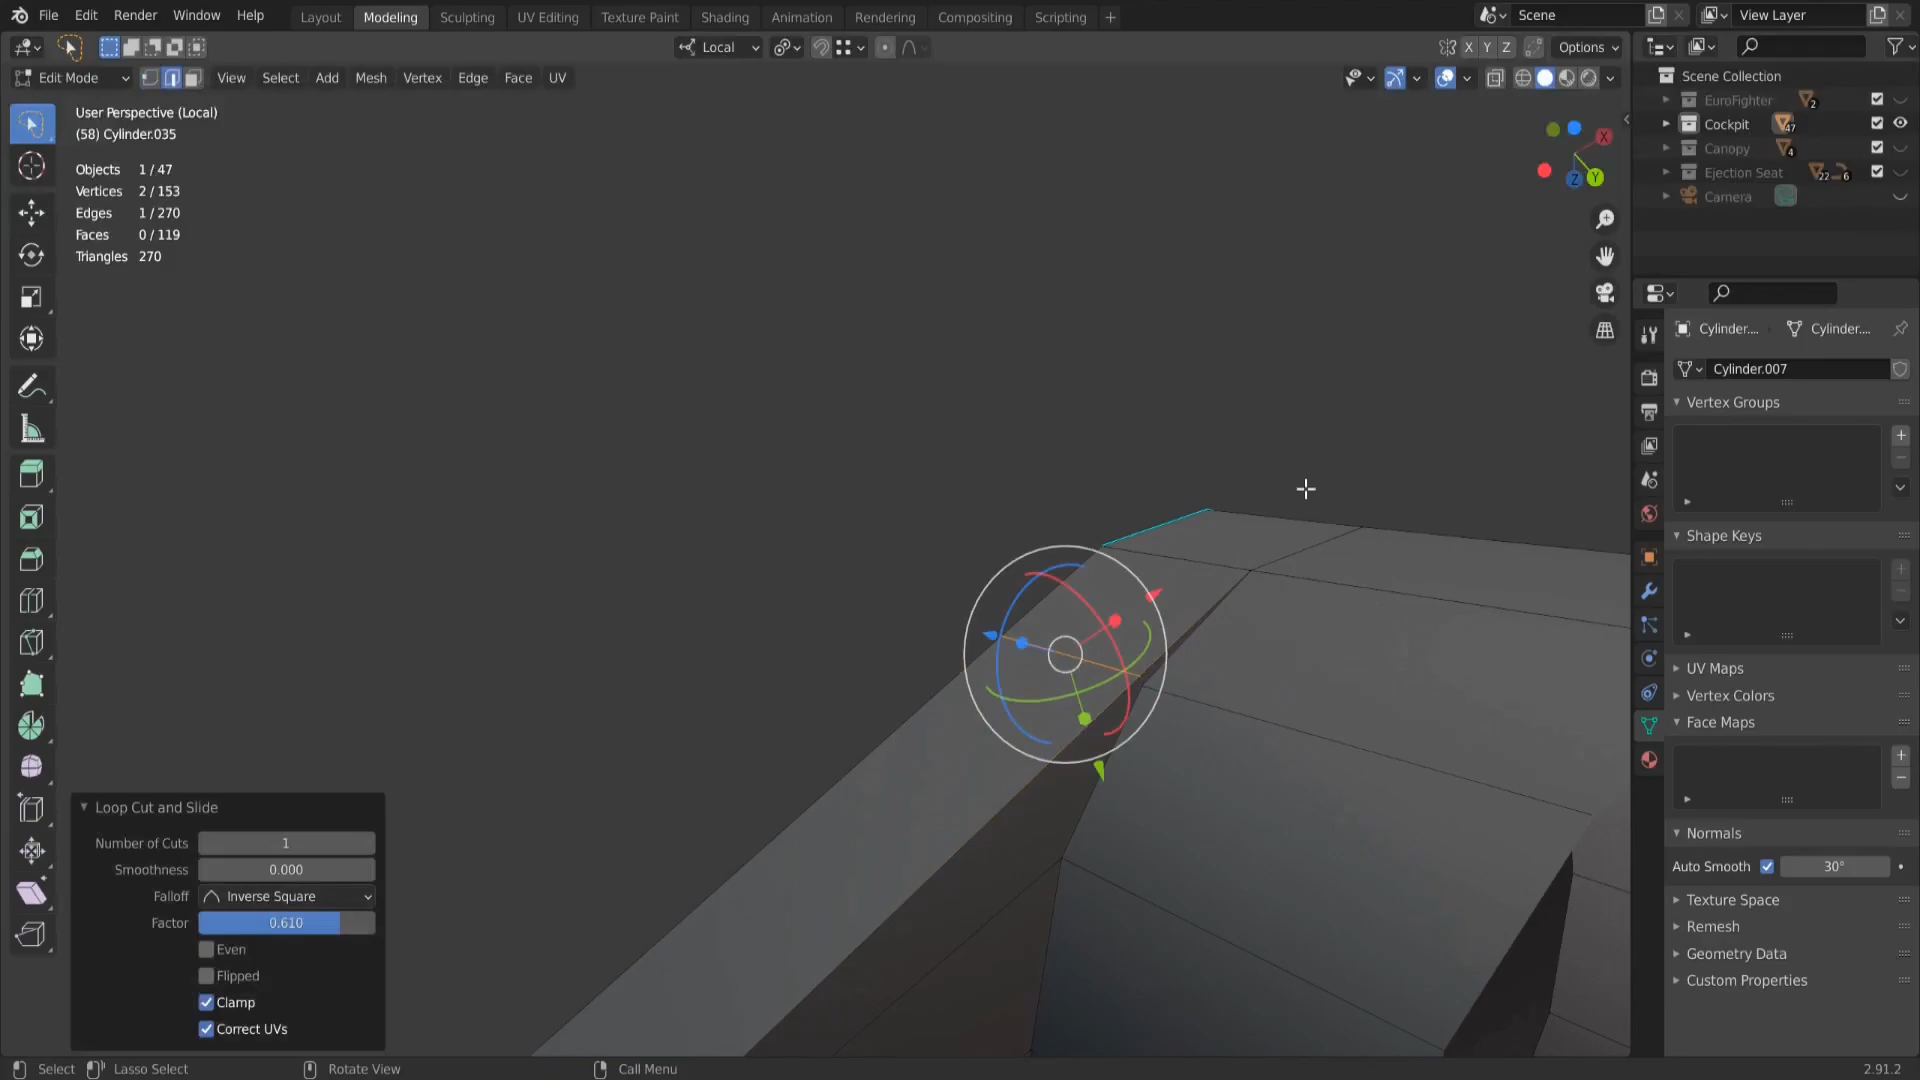 File Edit Render Window Help Layout Modeling Sculpting UV Editing Texture Paint Shading Animation Rendering Compositing Scripting + Scene View Layer
Local X Y Z Options
Edit Mode View Select Add Mesh Vertex Edge Face UV
User Perspective (Local)
(58) Cylinder.035
Objects 1 / 47
Vertices 2 / 153
Edges 1 / 270
Faces 0 / 119
Triangles 270
X
Y
Z
Loop Cut and Slide
Number of Cuts 1
Smoothness 0.000
Falloff Inverse Square
Factor 0.610
Even
Flipped
Clamp
Correct UVs
Scene Collection
EuroFighter 2
Cockpit 47
Canopy 4
Ejection Seat 22 6
Camera
Cylinder.... Cylinder....
Cylinder.007
Vertex Groups
Shape Keys
UV Maps
Vertex Colors
Face Maps
Normals
Auto Smooth 30°
Texture Space
Remesh
Geometry Data
Custom Properties
Select Lasso Select Rotate View Call Menu 2.91.2